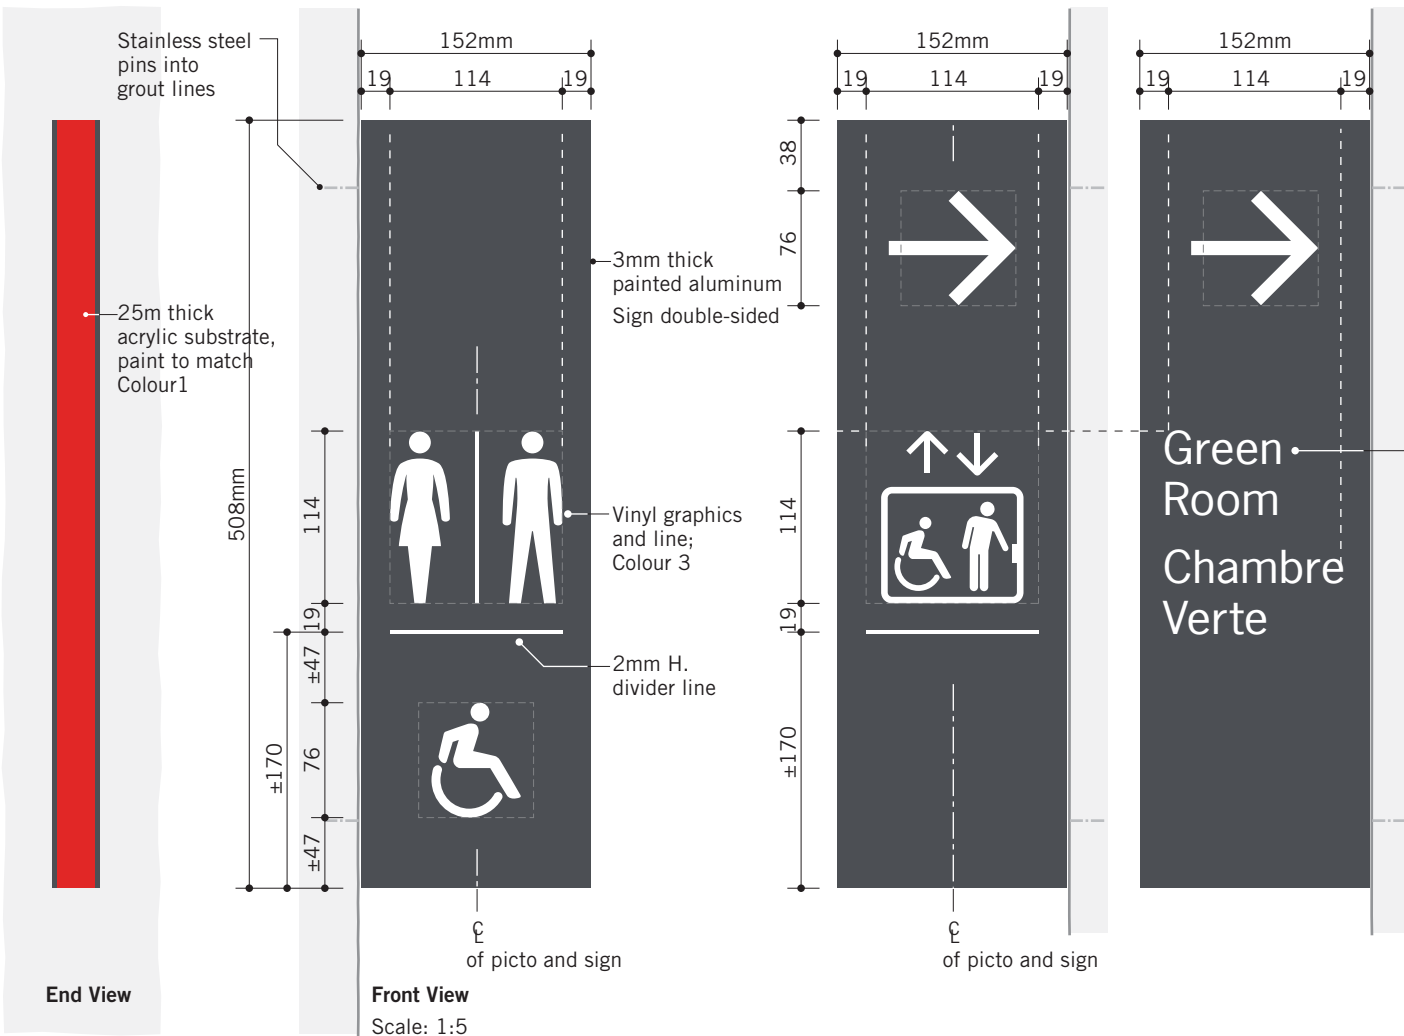 Stainless steel
pins into
grout lines
152mm
19
114
19
152mm
19
114
19
152mm
19
114
19
38
76
3mm thick
painted aluminum
Sign double-sided
25m thick
acrylic substrate,
paint to match
Colour1
508mm
114
19
±47
76
±47
±170
Vinyl graphics
and line;
Colour 3
2mm H.
divider line
114
19
±170
Green
Room
Chambre
Verte
CL
of picto and sign
CL
of picto and sign
End View
Front View
Scale: 1:5